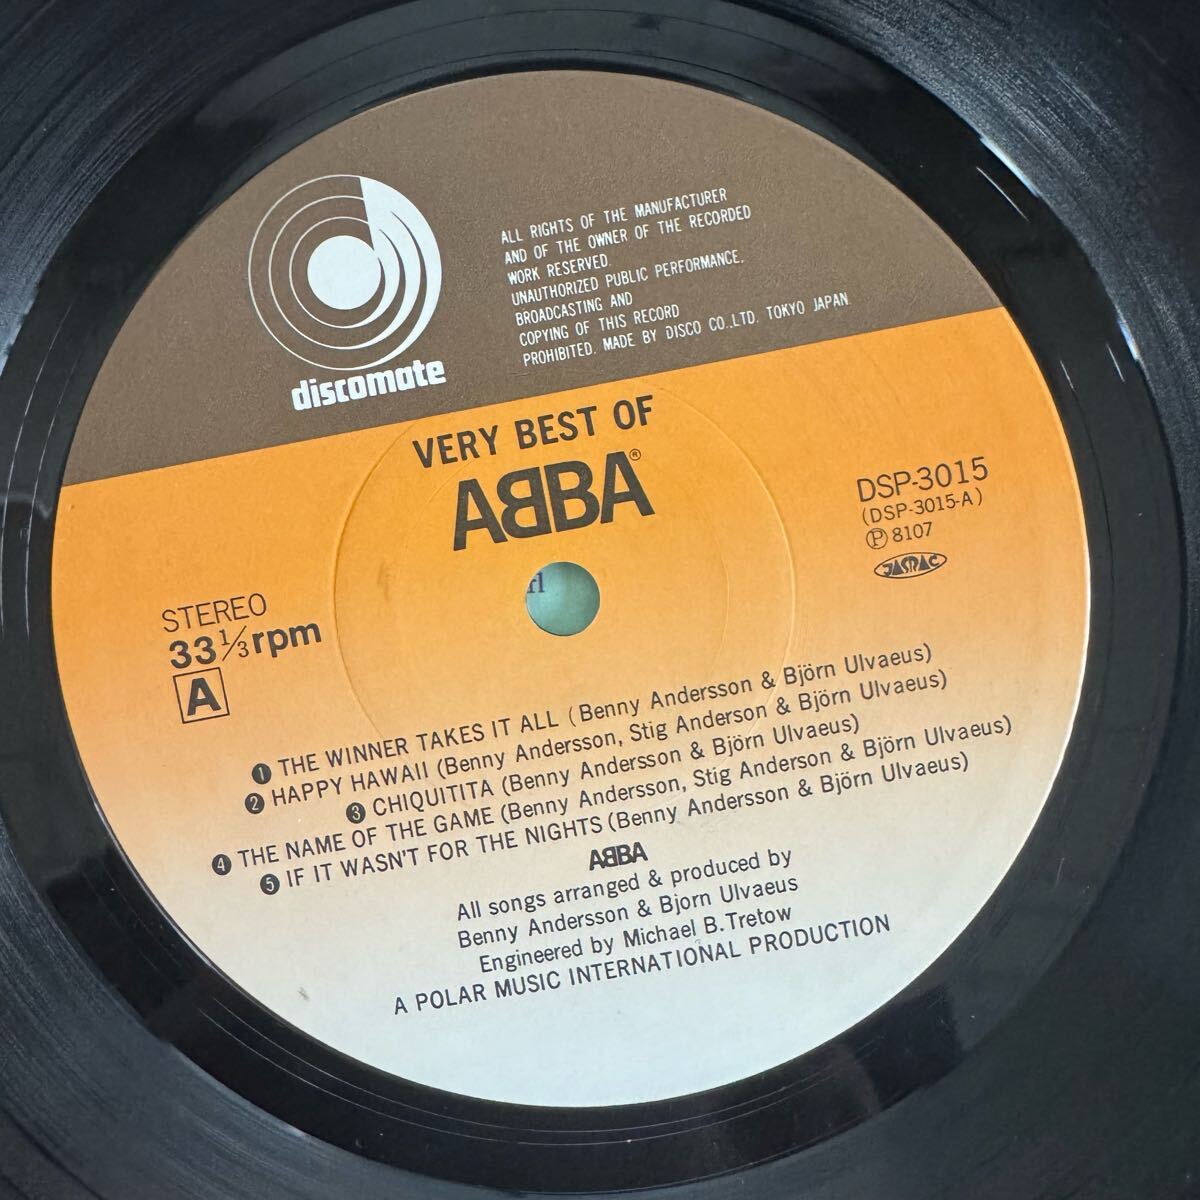 discomate
ALL RIGHTS OF THE MANUFACTURER
AND OF THE OWNER OF THE RECORDED
WORK RESERVED.
UNAUTHORIZED PUBLIC PERFORMANCE,
BROADCASTING AND
COPYING OF THIS RECORD
PROHIBITED. MADE BY DISCO CO.,LTD. TOKYO JAPAN
VERY BEST OF
ABBA®
DSP-3015
(DSP-3015-A)
Ⓟ 8107
JASRAC
STEREO
33 1/3 rpm
A
❶ THE WINNER TAKES IT ALL (Benny Andersson & Björn Ulvaeus)
❷ HAPPY HAWAII (Benny Andersson, Stig Anderson & Björn Ulvaeus)
❸ CHIQUITITA (Benny Andersson & Björn Ulvaeus)
❹ THE NAME OF THE GAME (Benny Andersson, Stig Anderson & Björn Ulvaeus)
❺ IF IT WASN'T FOR THE NIGHTS (Benny Andersson & Björn Ulvaeus)
ABBA
All songs arranged & produced by
Benny Andersson & Bjorn Ulvaeus
Engineered by Michael B. Tretow
A POLAR MUSIC INTERNATIONAL PRODUCTION